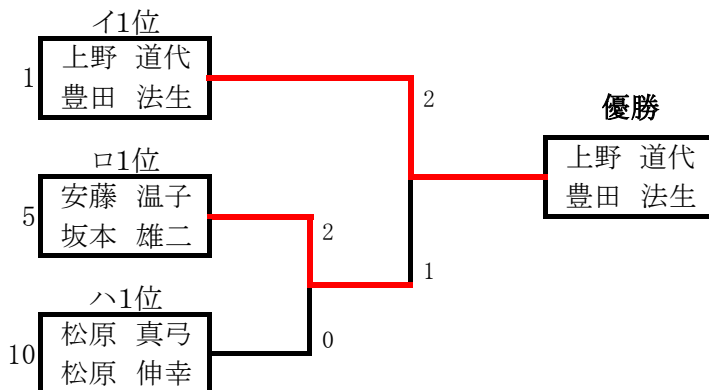 イ1位
1
上野 道代
豊田 法生
2
優勝
上野 道代
豊田 法生
ロ1位
5
安藤 温子
坂本 雄二
2
1
ハ1位
10
松原 真弓
松原 伸幸
0